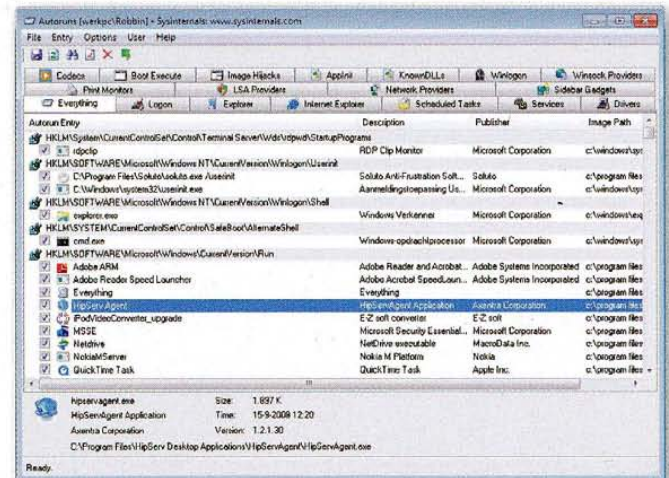 Autoruns [werkpc\Robbin] - Sysinternals: www.sysinternals.com
File Entry Options User Help
Codecs Boot Execute Image Hijacks AppInit KnownDLLs Winlogon Winsock Providers
Print Monitors LSA Providers Network Providers Sidebar Gadgets
Everything Logon Explorer Internet Explorer Scheduled Tasks Services Drivers
Autorun Entry Description Publisher Image Path
HKLM\System\CurrentControlSet\Control\Terminal Server\Wds\rdpwd\StartupPrograms
rdpclip RDP Clip Monitor Microsoft Corporation c:\windows\sys
HKLM\SOFTWARE\Microsoft\Windows NT\CurrentVersion\Winlogon\Userinit
C:\Program Files\Soluto\soluto.exe /userinit Soluto Anti-Frustration Soft... Soluto c:\program files
C:\Windows\system32\userinit.exe Aanmeldingstoepassing Us... Microsoft Corporation c:\windows\sys
HKLM\SOFTWARE\Microsoft\Windows NT\CurrentVersion\Winlogon\Shell
explorer.exe Windows Verkenner Microsoft Corporation c:\windows\exp
HKLM\SYSTEM\CurrentControlSet\Control\SafeBoot\AlternateShell
cmd.exe Windows-opdrachtprocessor Microsoft Corporation c:\windows\sys
HKLM\SOFTWARE\Microsoft\Windows\CurrentVersion\Run
Adobe ARM Adobe Reader and Acrobat... Adobe Systems Incorporated c:\program files
Adobe Reader Speed Launcher Adobe Acrobat SpeedLaun... Adobe Systems Incorporated c:\program files
Everything Everything c:\program files
HipServ Agent HipServAgent Application Axentra Corporation c:\program files
iPodVideoConverter_upgrade E-Z soft converter E-Z soft c:\program files
MSSE Microsoft Security Essential... Microsoft Corporation c:\program files
Netdrive NetDrive executable MacroData Inc. c:\program files
NokiaMServer Nokia M Platform Nokia c:\program files
QuickTime Task QuickTime Task Apple Inc. c:\program files
hipservagent.exe Size: 1.897 K
HipServAgent Application Time: 15-9-2008 12:20
Axentra Corporation Version: 1.2.1.30
C:\Program Files\HipServ Desktop Applications\HipServAgent\HipServAgent.exe
Ready.